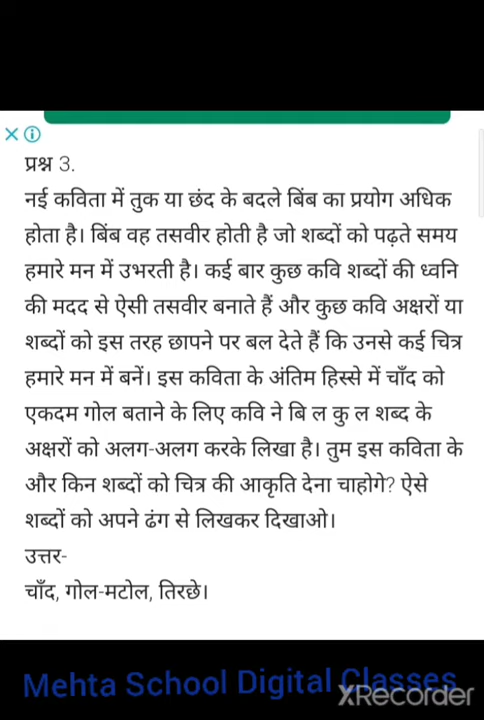 प्रश्न 3.
नई कविता में तुक या छंद के बदले बिंब का प्रयोग अधिक
होता है। बिंब वह तसवीर होती है जो शब्दों को पढ़ते समय
हमारे मन में उभरती है। कई बार कुछ कवि शब्दों की ध्वनि
की मदद से ऐसी तसवीर बनाते हैं और कुछ कवि अक्षरों या
शब्दों को इस तरह छापने पर बल देते हैं कि उनसे कई चित्र
हमारे मन में बनें। इस कविता के अंतिम हिस्से में चाँद को
एकदम गोल बताने के लिए कवि ने बि ल कु ल शब्द के
अक्षरों को अलग-अलग करके लिखा है। तुम इस कविता के
और किन शब्दों को चित्र की आकृति देना चाहोगे? ऐसे
शब्दों को अपने ढंग से लिखकर दिखाओ।
उत्तर-
चाँद, गोल-मटोल, तिरछे।
Mehta School Digital Classes
XRecorder